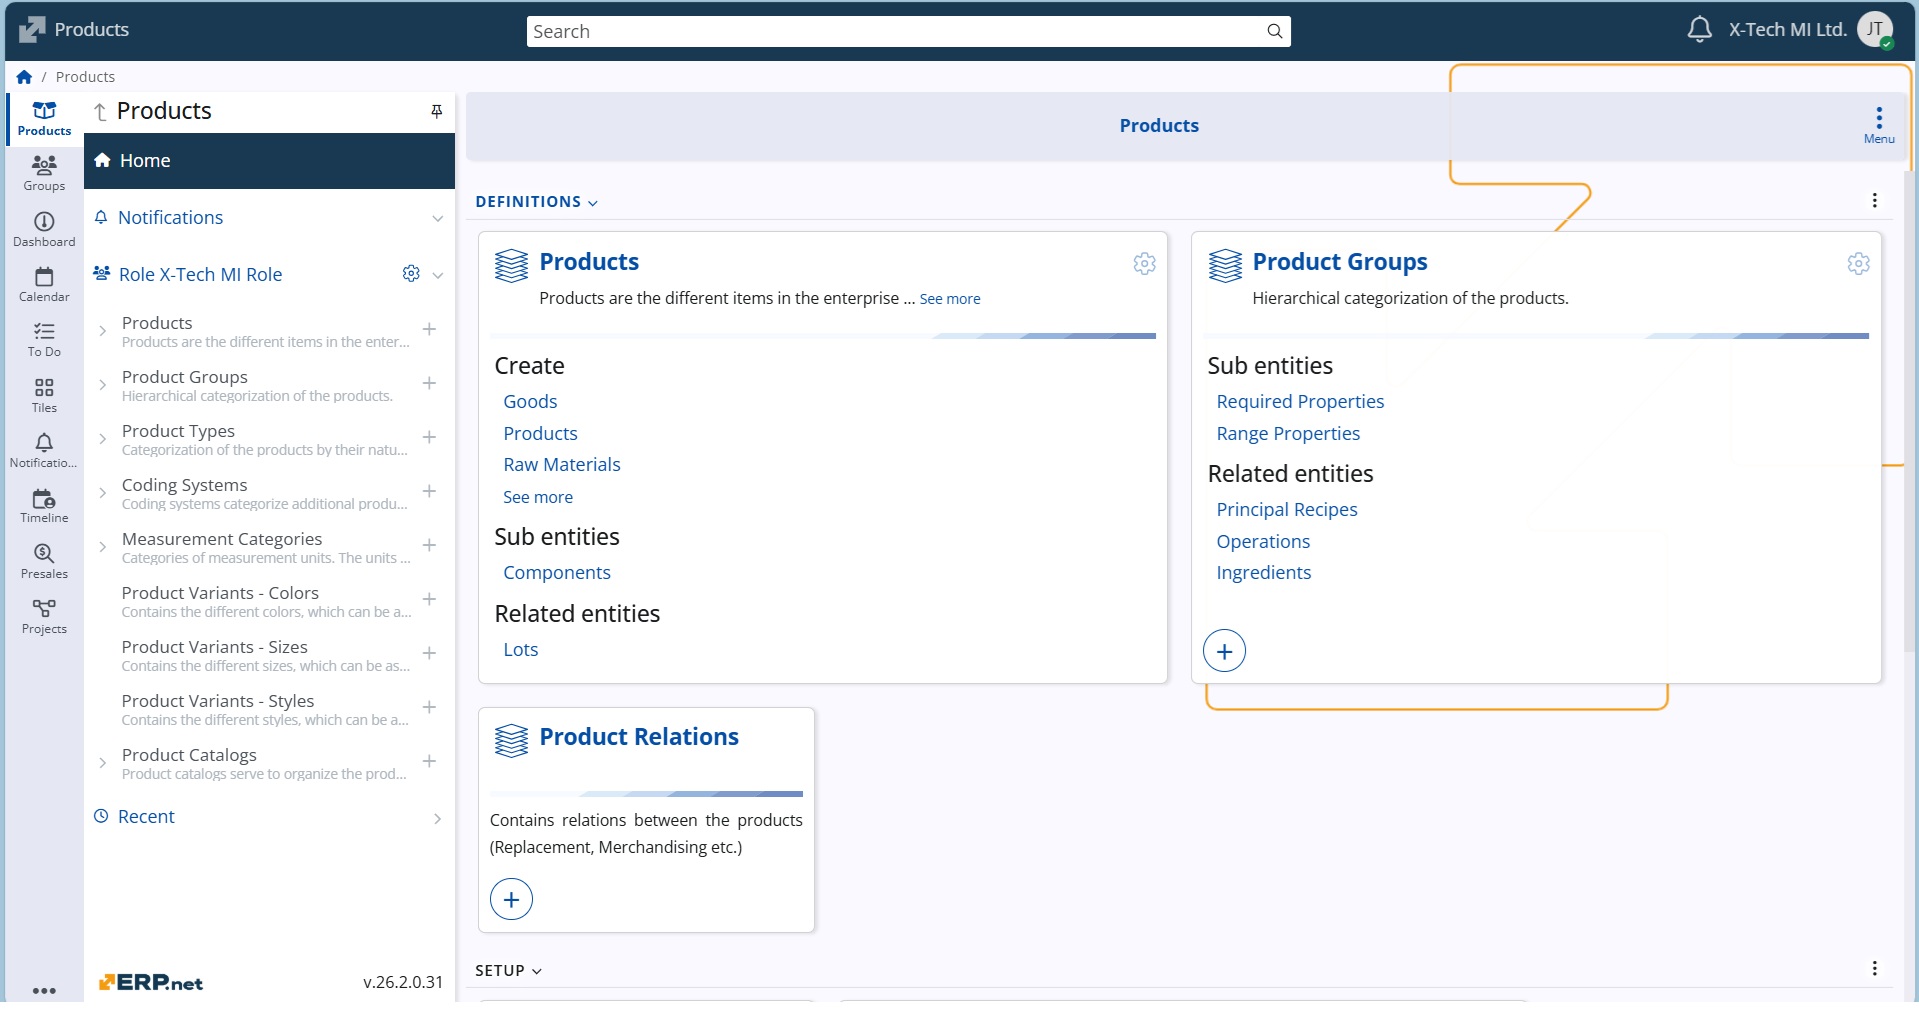 Products
Search
X-Tech MI Ltd.
JT
/ Products
Products
Groups
Dashboard
Calendar
To Do
Tiles
Notificatio...
Timeline
Presales
Projects
Products
Home
Notifications
Role X-Tech MI Role
Products
Products are the different items in the enter...
Product Groups
Hierarchical categorization of the products.
Product Types
Categorization of the products by their natu...
Coding Systems
Coding systems categorize additional produ...
Measurement Categories
Categories of measurement units. The units ...
Product Variants - Colors
Contains the different colors, which can be a...
Product Variants - Sizes
Contains the different sizes, which can be as...
Product Variants - Styles
Contains the different styles, which can be a...
Product Catalogs
Product catalogs serve to organize the prod...
Recent
ERP.net
v.26.2.0.31
Products
Menu
DEFINITIONS
Products
Products are the different items in the enterprise ... See more
Create
Goods
Products
Raw Materials
See more
Sub entities
Components
Related entities
Lots
Product Groups
Hierarchical categorization of the products.
Sub entities
Required Properties
Range Properties
Related entities
Principal Recipes
Operations
Ingredients
Product Relations
Contains relations between the products
(Replacement, Merchandising etc.)
SETUP